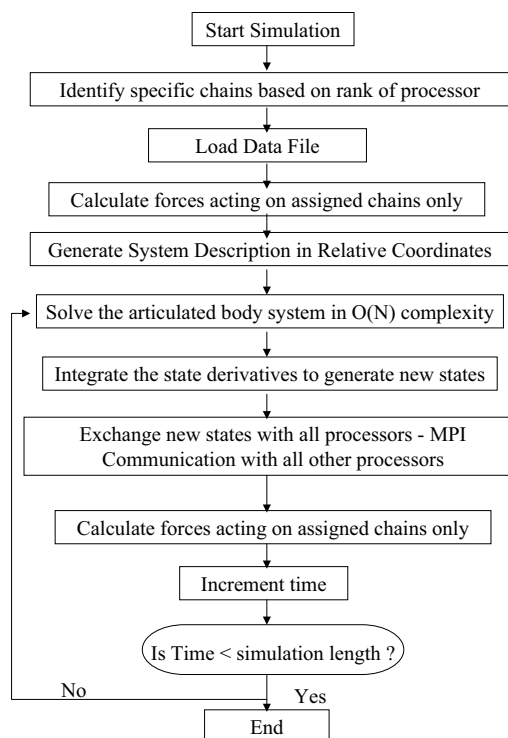 Start Simulation
Identify specific chains based on rank of processor
Load Data File
Calculate forces acting on assigned chains only
Generate System Description in Relative Coordinates
Solve the articulated body system in O(N) complexity
Integrate the state derivatives to generate new states
Exchange new states with all processors - MPI
Communication with all other processors
Calculate forces acting on assigned chains only
Increment time
Is Time < simulation length ?
No
Yes
End